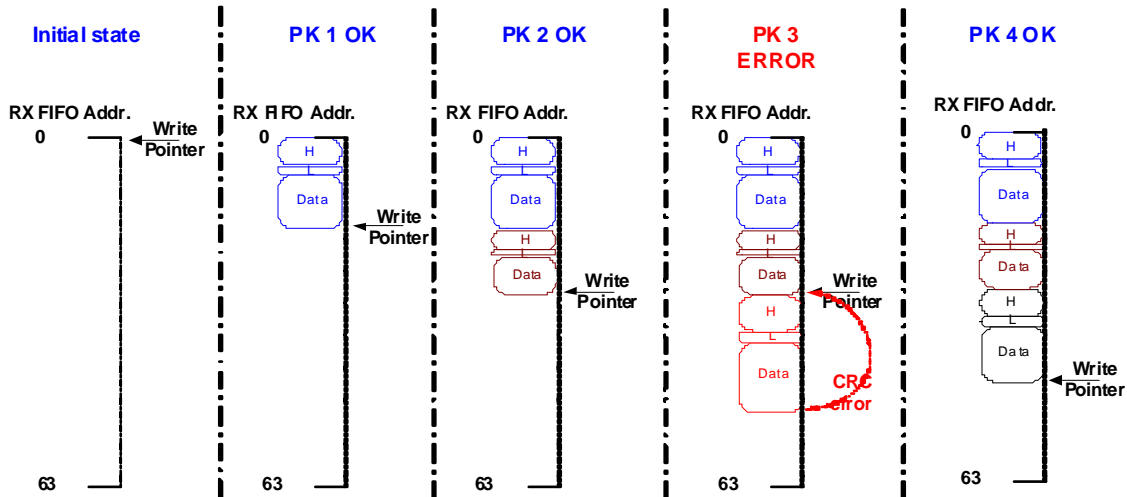 Initial state
RX FIFO Addr.
0
Write
Pointer
63
PK 1 OK
RX FIFO Addr.
0
H
L
Data
Write
Pointer
63
PK 2 OK
RX FIFO Addr.
0
H
L
Data
H
L
Data
Write
Pointer
63
PK 3
ERROR
RX FIFO Addr.
0
H
L
Data
H
L
Data
Write
Pointer
H
L
Data
CRC
error
63
PK 4 OK
RX FIFO Addr.
0
H
L
Data
H
L
Data
H
L
Data
Write
Pointer
63